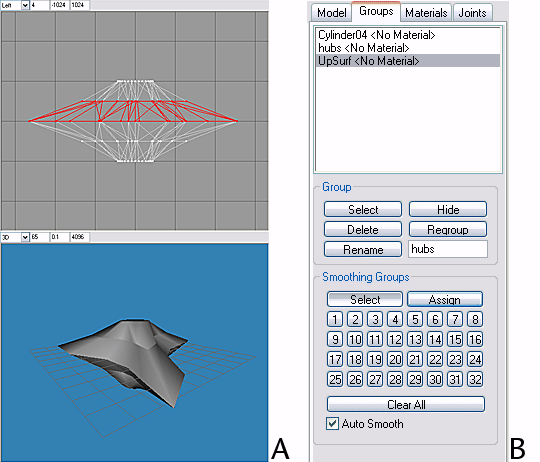 Left 4 -1024 1024
3D 65 0.1 4096
A
Model Groups Materials Joints
Cylinder04 <No Material>
hubs <No Material>
UpSurf <No Material>
Group
Select Hide
Delete Regroup
Rename hubs
Smoothing Groups
Select Assign
1 2 3 4 5 6 7 8
9 10 11 12 13 14 15 16
17 18 19 20 21 22 23 24
25 26 27 28 29 30 31 32
Clear All
Auto Smooth
B